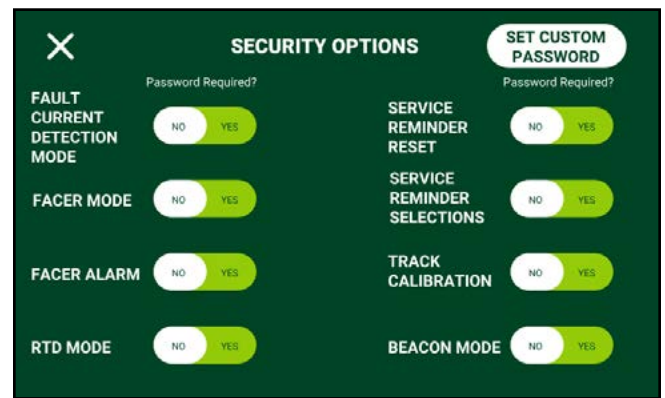 SECURITY OPTIONS
SET CUSTOM
PASSWORD
Password Required?
FAULT
CURRENT
DETECTION
MODE
NO YES
FACER MODE
NO YES
FACER ALARM
NO YES
RTD MODE
NO YES
Password Required?
SERVICE
REMINDER
RESET
NO YES
SERVICE
REMINDER
SELECTIONS
NO YES
TRACK
CALIBRATION
NO YES
BEACON MODE
NO YES